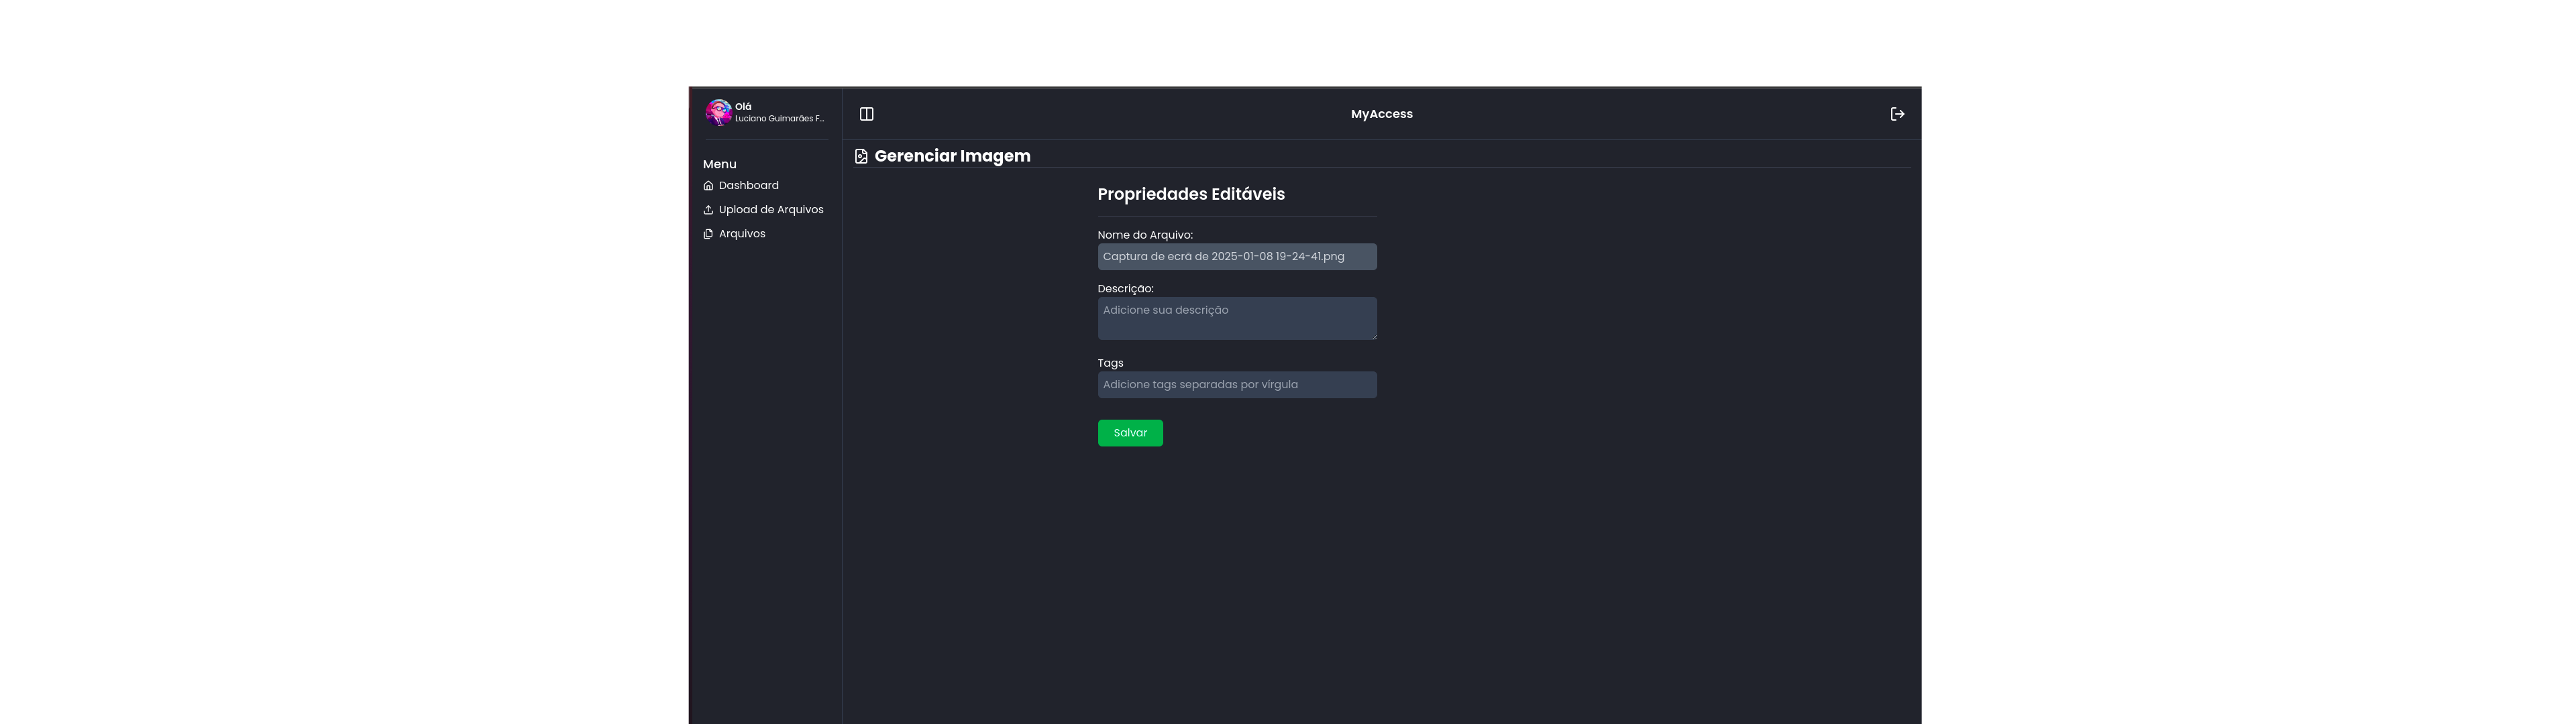 Olá
Luciano Guimarães F...
MyAccess
Menu
Dashboard
Upload de Arquivos
Arquivos
Gerenciar Imagem
Propriedades Editáveis
Nome do Arquivo:
Captura de ecrã de 2025-01-08 19-24-41.png
Descrição:
Adicione sua descrição
Tags
Adicione tags separadas por vírgula
Salvar